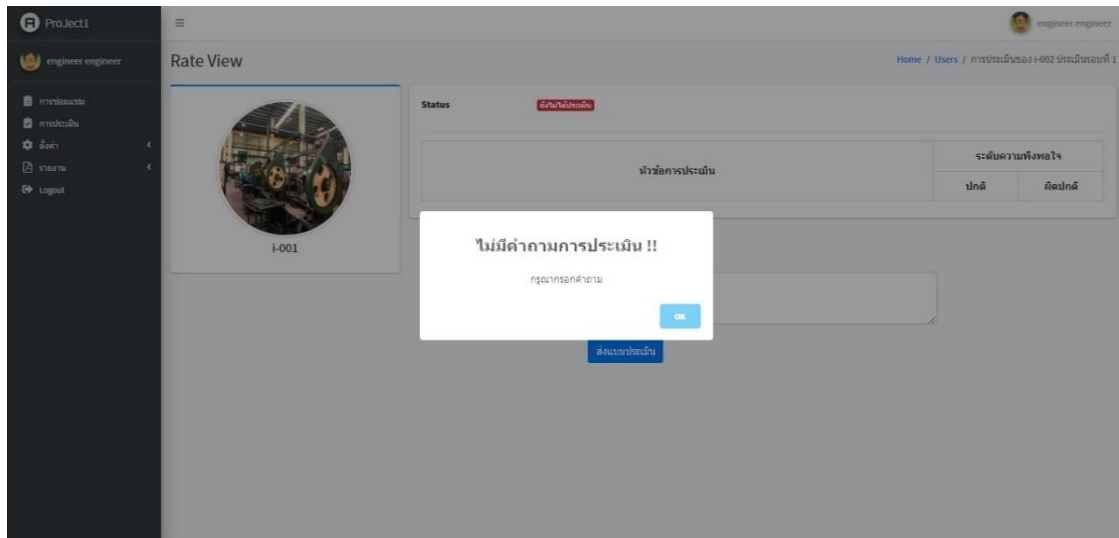 ProJect1
engineer engineer
engineer engineer
การซ่อมแซม
การประเมิน
ตั้งค่า
รายงาน
Logout
Rate View
Home / Users / การประเมินของ i-002 ประเมินรอบที่ 1
i-001
Status
ยังไม่ได้ประเมิน
หัวข้อการประเมิน
ระดับความพึงพอใจ
ปกติ
ผิดปกติ
ไม่มีคำถามการประเมิน !!
กรุณากรอกคำถาม
OK
ส่งแบบประเมิน